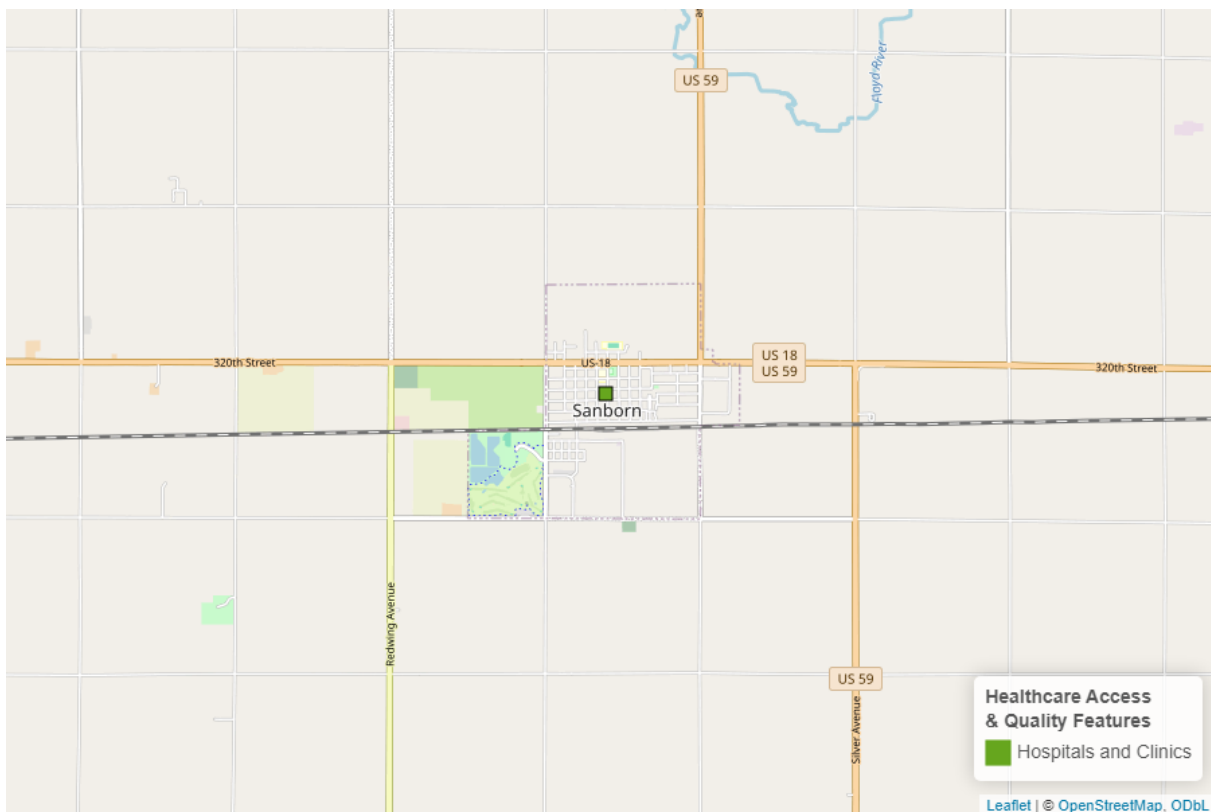 US 59
Floyd River
320th Street
US-18
US 18
US 59
320th Street
Sanborn
Redwing Avenue
US 59
Silver Avenue
Healthcare Access
& Quality Features
Hospitals and Clinics
Leaflet | © OpenStreetMap, ODbL